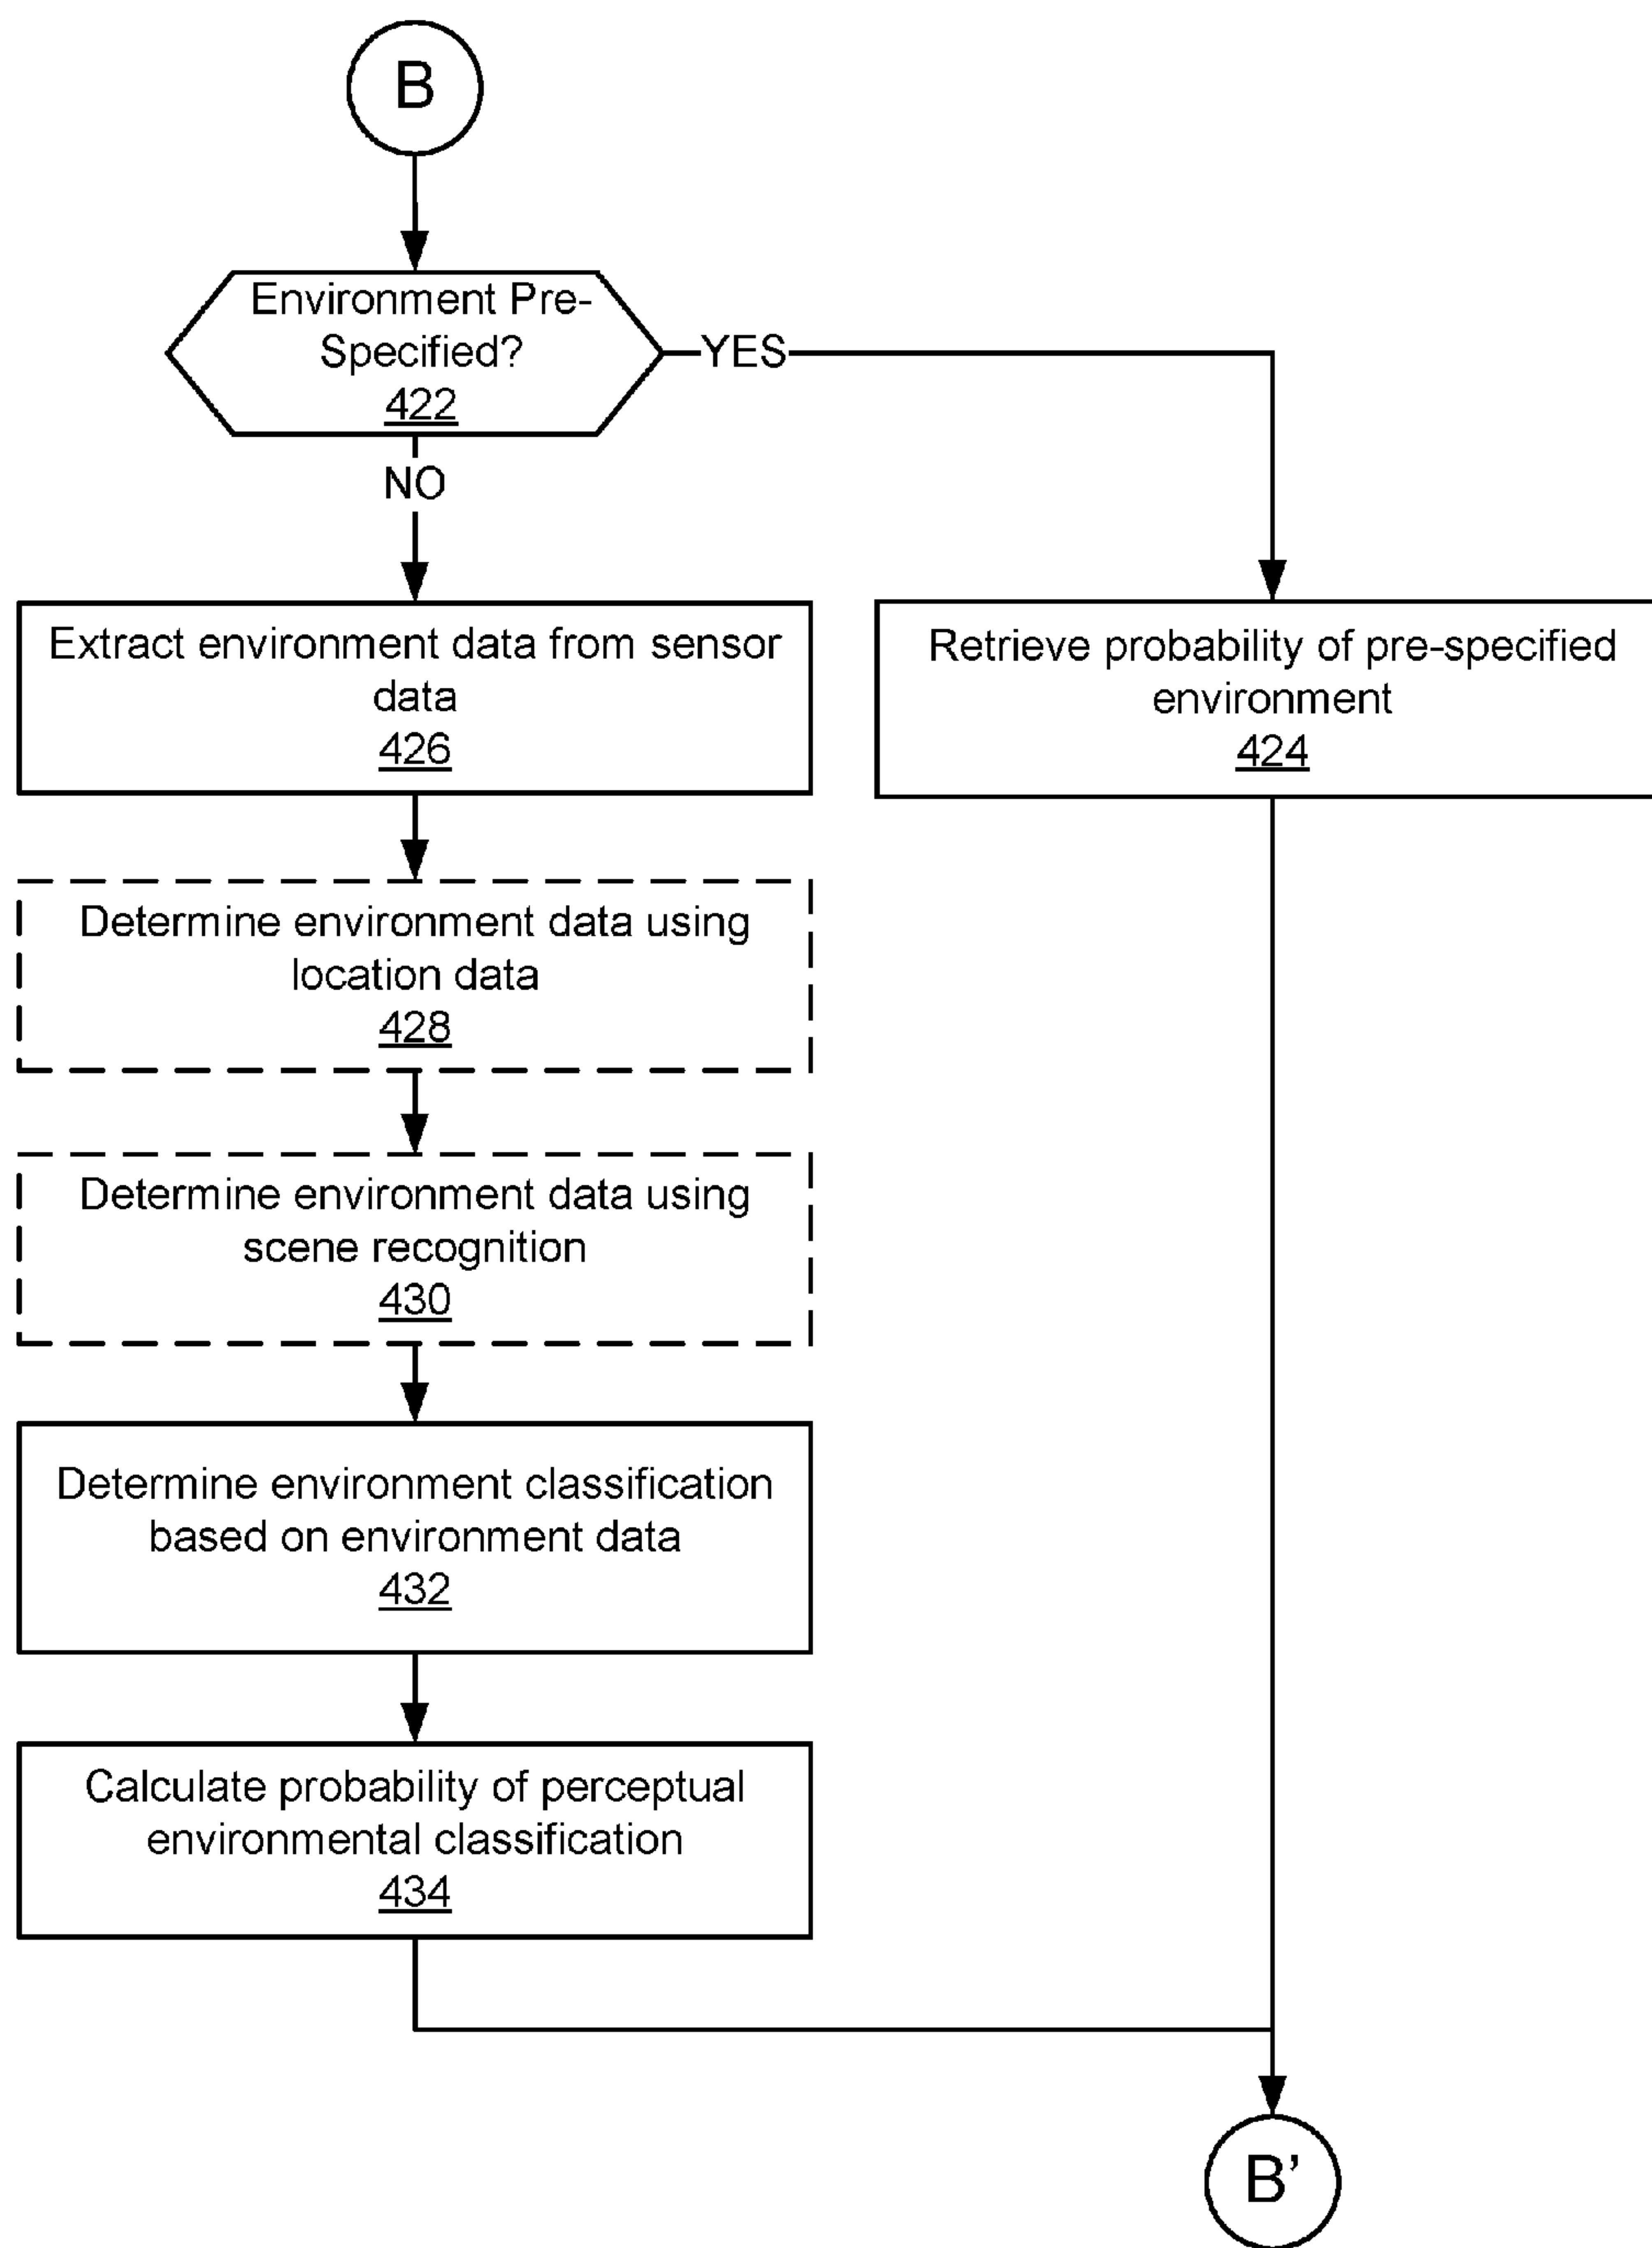 B
Environment Pre-
Specified?
422
YES
NO
Extract environment data from sensor
data
426
Retrieve probability of pre-specified
environment
424
Determine environment data using
location data
428
Determine environment data using
scene recognition
430
Determine environment classification
based on environment data
432
Calculate probability of perceptual
environmental classification
434
B’